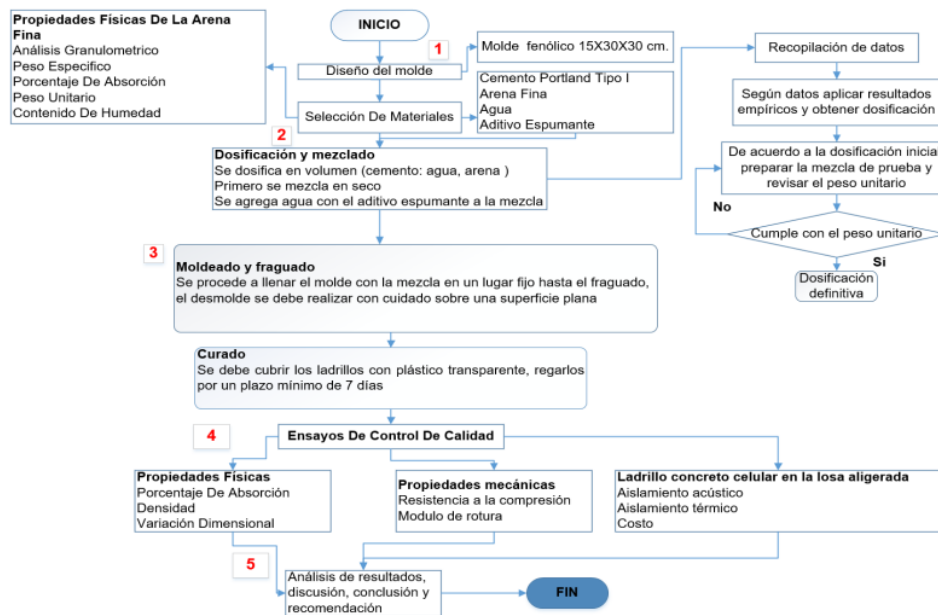 Propiedades Físicas De La Arena
Fina
Análisis Granulometrico
Peso Especifico
Porcentaje De Absorción
Peso Unitario
Contenido De Humedad
INICIO
1
Diseño del molde
Molde fenólico 15X30X30 cm.
Selección De Materiales
Cemento Portland Tipo I
Arena Fina
Agua
Aditivo Espumante
2
Dosificación y mezclado
Se dosifica en volumen (cemento: agua, arena )
Primero se mezcla en seco
Se agrega agua con el aditivo espumante a la mezcla
Recopilación de datos
Según datos aplicar resultados
empíricos y obtener dosificación
De acuerdo a la dosificación inicial
preparar la mezcla de prueba y
revisar el peso unitario
No
Cumple con el peso unitario
Si
Dosificación
definitiva
3
Moldeado y fraguado
Se procede a llenar el molde con la mezcla en un lugar fijo hasta el fraguado,
el desmolde se debe realizar con cuidado sobre una superficie plana
Curado
Se debe cubrir los ladrillos con plástico transparente, regarlos
por un plazo mínimo de 7 días
4
Ensayos De Control De Calidad
Propiedades Físicas
Porcentaje De Absorción
Densidad
Variación Dimensional
Propiedades mecánicas
Resistencia a la compresión
Modulo de rotura
Ladrillo concreto celular en la losa aligerada
Aislamiento acústico
Aislamiento térmico
Costo
5
Análisis de resultados,
discusión, conclusión y
recomendación
FIN